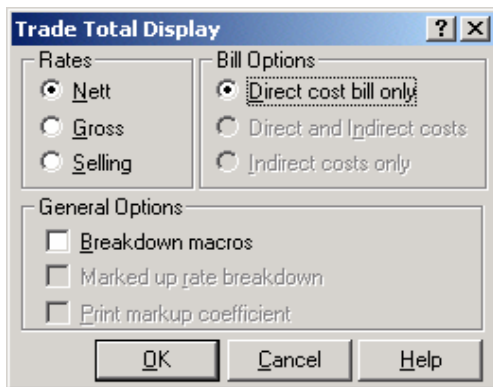 Trade Total Display
Rates
Nett
Gross
Selling
Bill Options
Direct cost bill only
Direct and Indirect costs
Indirect costs only
General Options
Breakdown macros
Marked up rate breakdown
Print markup coefficient
OK Cancel Help